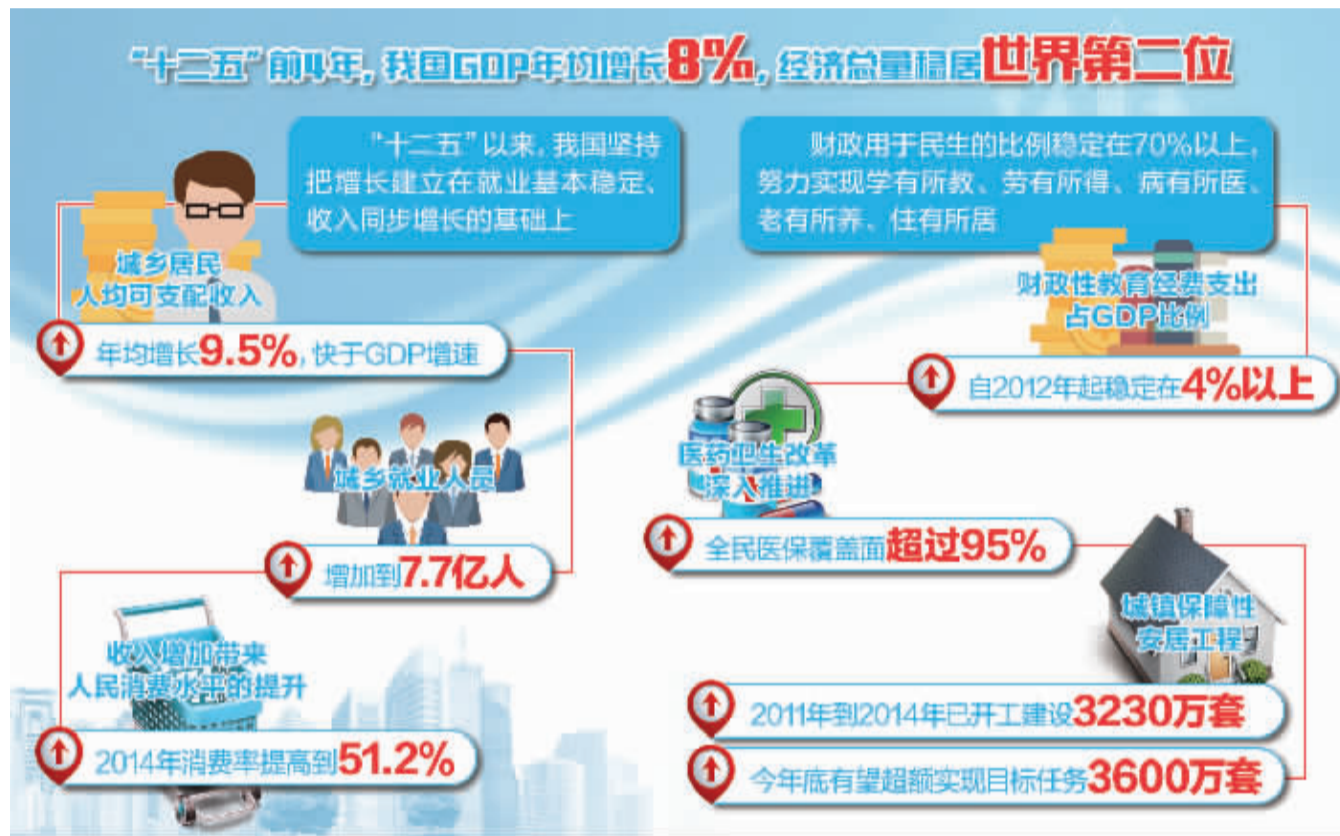 “十二五”前4年，我国GDP年均增长8%，经济总量稳居世界第二位
“十二五”以来，我国坚持
把增长建立在就业基本稳定、
收入同步增长的基础上
城乡居民
人均可支配收入
年均增长9.5%，快于GDP增速
城乡就业人员
增加到7.7亿人
收入增加带来
人民消费水平的提升
2014年消费率提高到51.2%
财政用于民生的比例稳定在70%以上，
努力实现学有所教、劳有所得、病有所医、
老有所养、住有所居
财政性教育经费支出
占GDP比例
自2012年起稳定在4%以上
医药卫生改革
深入推进
全民医保覆盖面超过95%
城镇保障性
安居工程
2011年到2014年已开工建设3230万套
今年底有望超额实现目标任务3600万套